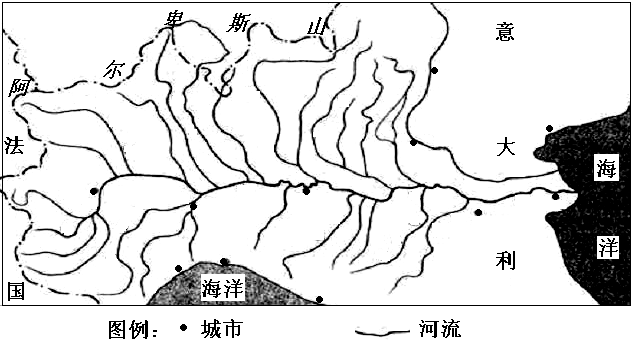 阿尔卑斯山
意大利
法国
海洋
海洋
图例： 城市 河流